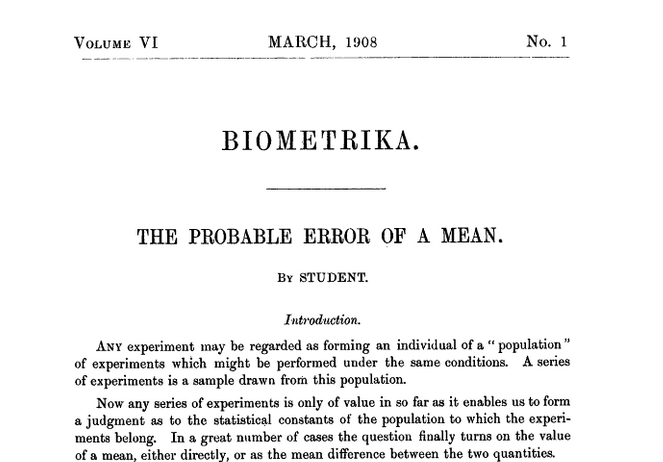 VOLUME VI MARCH, 1908 No. 1
BIOMETRIKA.
THE PROBABLE ERROR OF A MEAN.
BY STUDENT.
Introduction.
ANY experiment may be regarded as forming an individual of a “population”
of experiments which might be performed under the same conditions. A series
of experiments is a sample drawn from this population.
Now any series of experiments is only of value in so far as it enables us to form
a judgment as to the statistical constants of the population to which the experi-
ments belong. In a great number of cases the question finally turns on the value
of a mean, either directly, or as the mean difference between the two quantities.